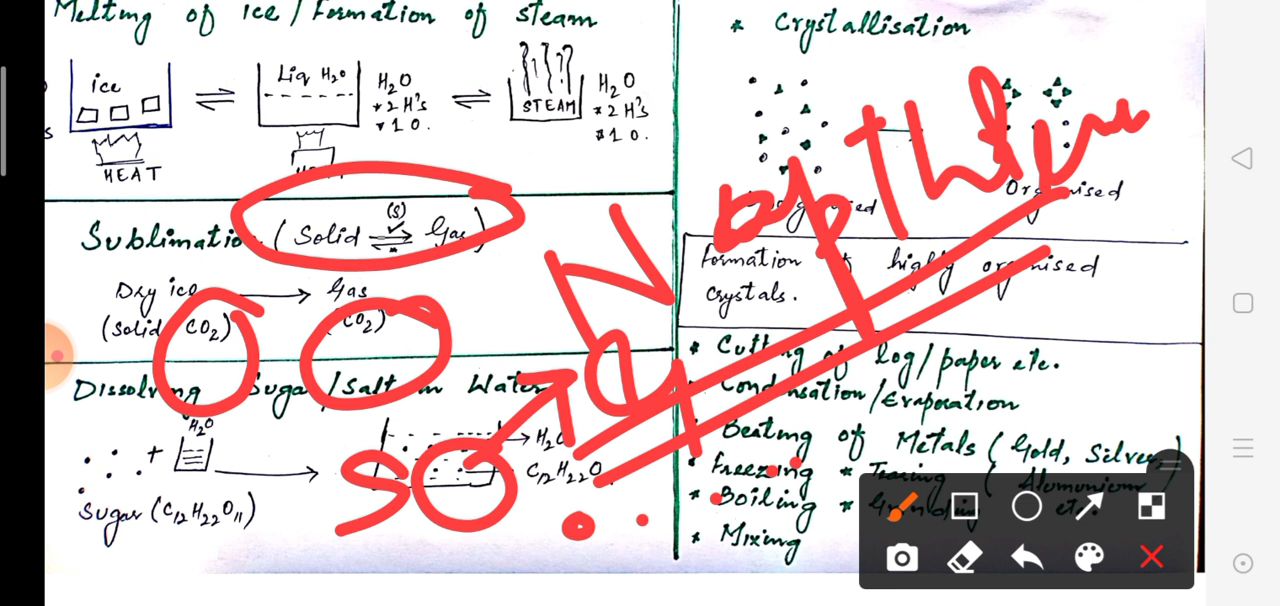 Melting of ice / Formation of steam
ice
HEAT
Liq H₂O
H₂O
* 2 H's
* 1 O.
STEAM
H₂O
* 2 H's
* 1 O.
Sublimation (Solid ⇌ Gas)
(s)
Dry ice → Gas
(Solid CO₂) (CO₂)
Dissolving Sugar/Salt in Water
+ H₂O → H₂O
C₁₂H₂₂O
Sugar (C₁₂H₂₂O₁₁)
* Crystallisation
Organised
Formation of highly organised
crystals.
* Cutting of log/paper etc.
* Condensation/Evaporation
* Beating of Metals (Gold, Silver,
* Freezing * Tearing (
* Boiling * Grinding etc.
* Mixing